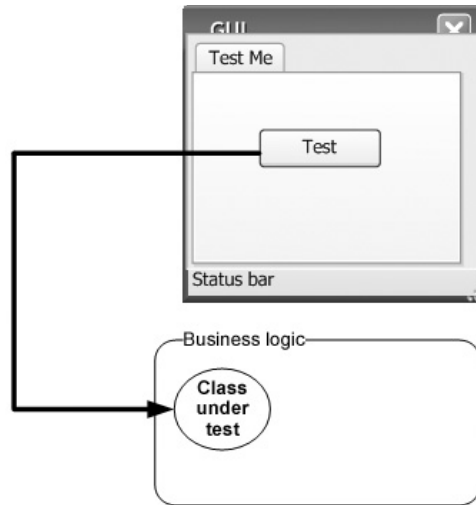 GUI
Test Me
Test
Status bar
Business logic
Class
under
test